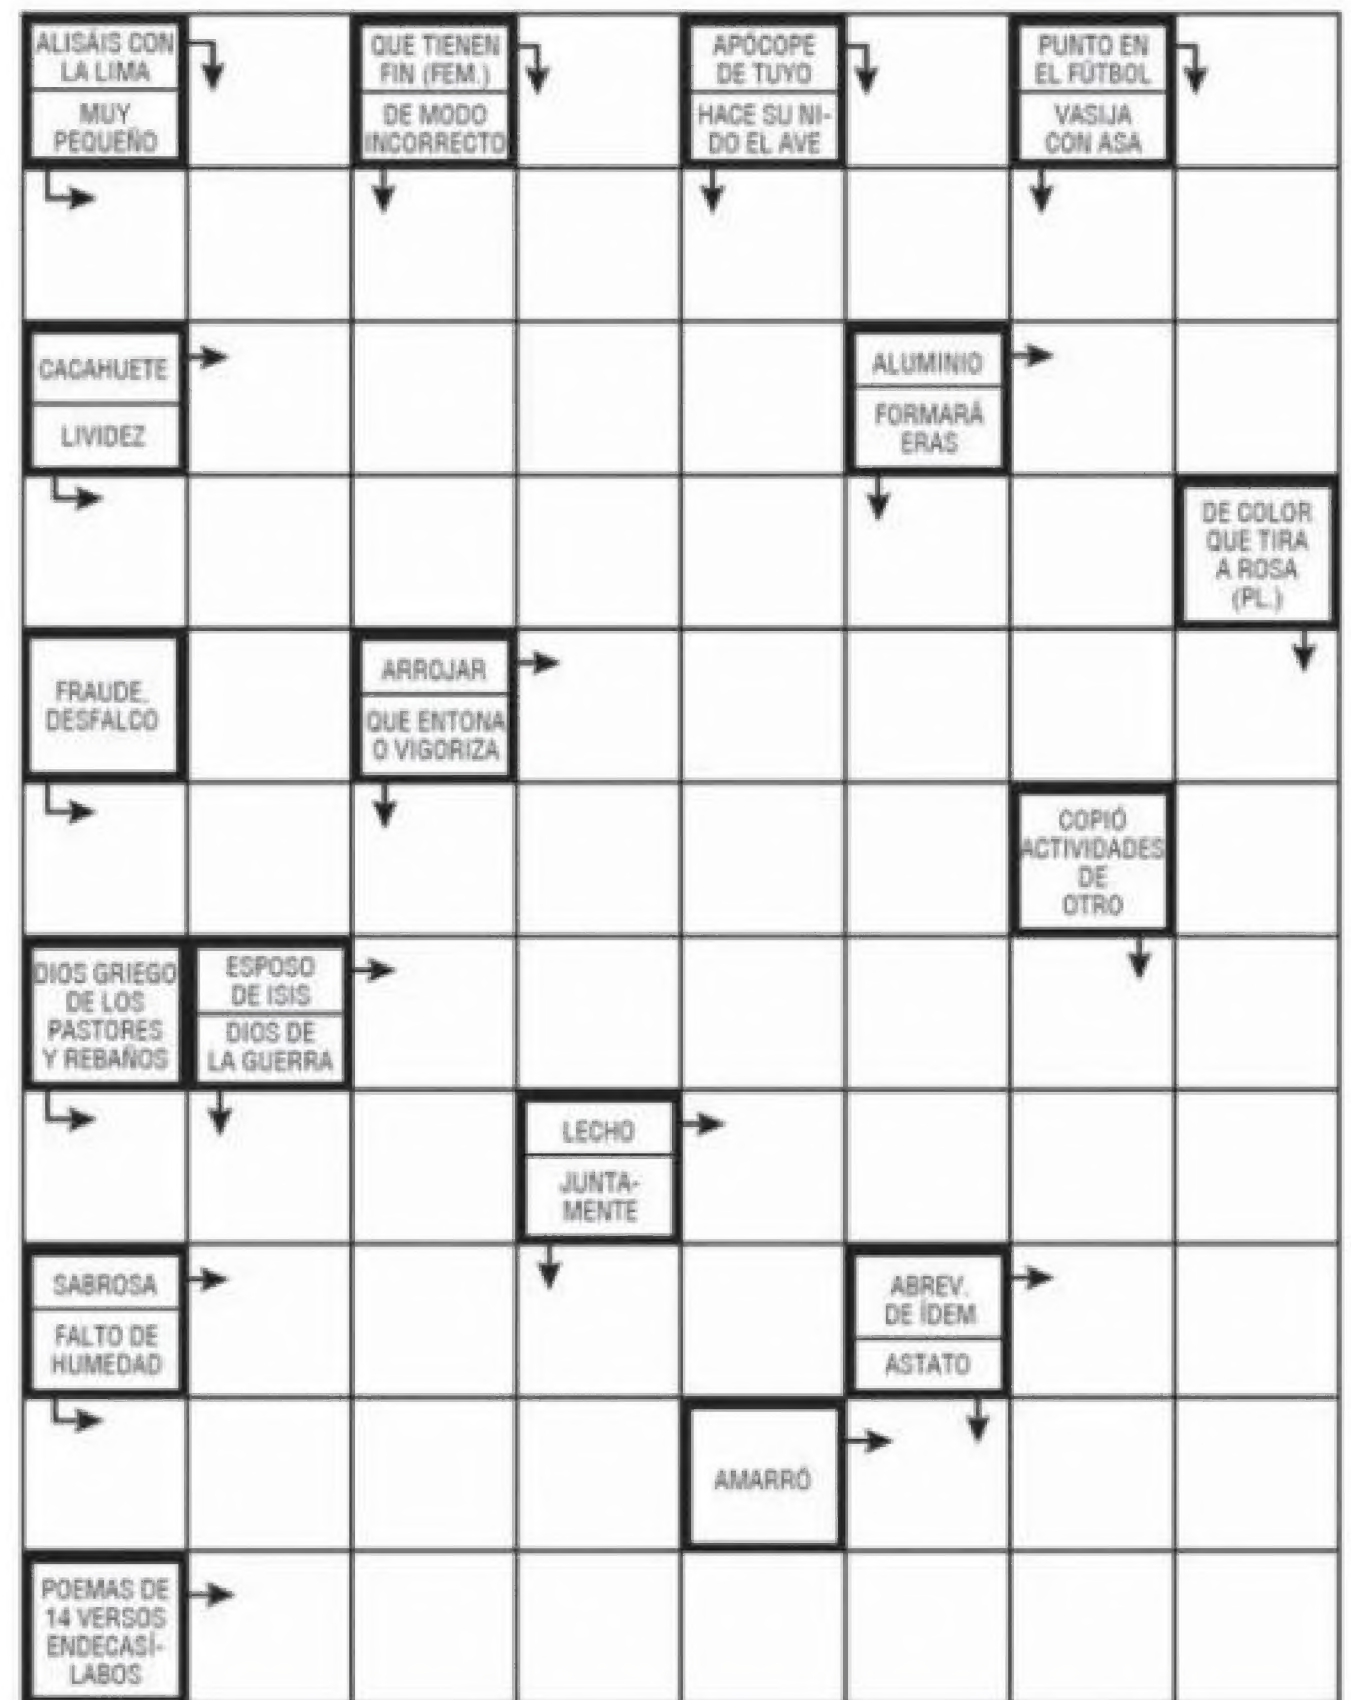 ALISÁIS CON
LA LIMA
MUY
PEQUEÑO
QUE TIENEN
FIN (FEM.)
DE MODO
INCORRECTO
APÓCOPE
DE TUYO
HACE SU NI-
DO EL AVE
PUNTO EN
EL FÚTBOL
VASIJA
CON ASA
CACAHUETE
LIVIDEZ
ALUMINIO
FORMARÁ
ERAS
DE COLOR
QUE TIRA
A ROSA
(PL.)
FRAUDE,
DESFALCO
ARROJAR
QUE ENTONA
O VIGORIZA
COPIÓ
ACTIVIDADES
DE
OTRO
DIOS GRIEGO
DE LOS
PASTORES
Y REBAÑOS
ESPOSO
DE ISIS
DIOS DE
LA GUERRA
LECHO
JUNTA-
MENTE
SABROSA
FALTO DE
HUMEDAD
ABREV.
DE ÍDEM
ASTATO
AMARRÓ
POEMAS DE
14 VERSOS
ENDECASÍ-
LABOS